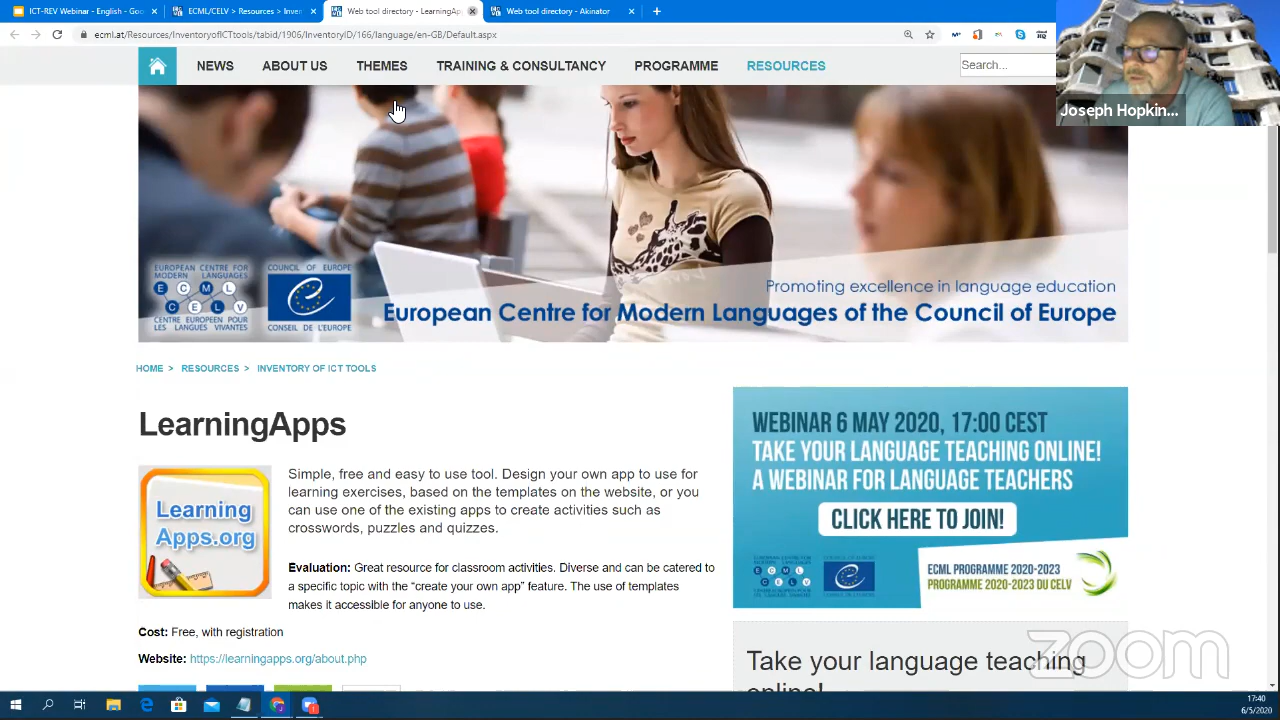 ICT-REV Webinar - English - Goo
ECML/CELV > Resources > Inven
Web tool directory - LearningAp
Web tool directory - Akinator
ecml.at/Resources/InventoryofICTtools/tabid/1906/InventoryID/169/language/en-GB/Default.aspx
NEWS
ABOUT US
THEMES
TRAINING & CONSULTANCY
PROGRAMME
RESOURCES
Search...
Joseph Hopkin...
EUROPEAN CENTRE FOR
MODERN LANGUAGES
E C M L
C E L V
CENTRE EUROPEEN POUR
LES LANGUES VIVANTES
COUNCIL OF EUROPE
CONSEIL DE L'EUROPE
Promoting excellence in language education
European Centre for Modern Languages of the Council of Europe
HOME > RESOURCES > INVENTORY OF ICT TOOLS
LearningApps
Learning
Apps.org
Simple, free and easy to use tool. Design your own app to use for
learning exercises, based on the templates on the website, or you
can use one of the existing apps to create activities such as
crosswords, puzzles and quizzes.
Evaluation: Great resource for classroom activities. Diverse and can be catered to
a specific topic with the “create your own app” feature. The use of templates
makes it accessible for anyone to use.
Cost: Free, with registration
Website: https://learningapps.org/about.php
WEBINAR 6 MAY 2020, 17:00 CEST
TAKE YOUR LANGUAGE TEACHING ONLINE!
A WEBINAR FOR LANGUAGE TEACHERS
CLICK HERE TO JOIN!
ECML PROGRAMME 2020-2023
PROGRAMME 2020-2023 DU CELV
Take your language teaching
online!
zoom
17:40
6/5/2020